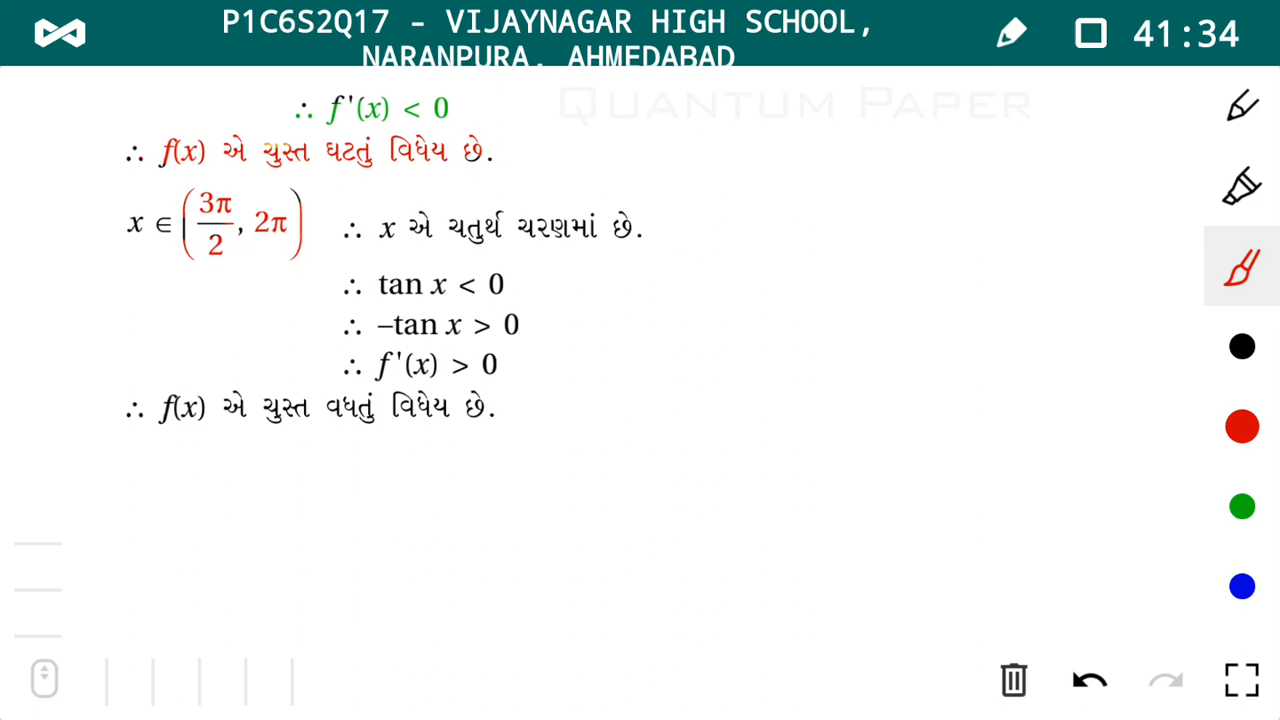 P1C6S2Q17 - VIJAYNAGAR HIGH SCHOOL,
NARANPURA, AHMEDABAD
41:34
QUANTUM PAPER
∴ f'(x) < 0
∴ f(x) એ ચુસ્ત ઘટતું વિધેય છે.
x ∈ (3π/2, 2π) ∴ x એ ચતુર્થ ચરણમાં છે.
∴ tan x < 0
∴ –tan x > 0
∴ f'(x) > 0
∴ f(x) એ ચુસ્ત વધતું વિધેય છે.